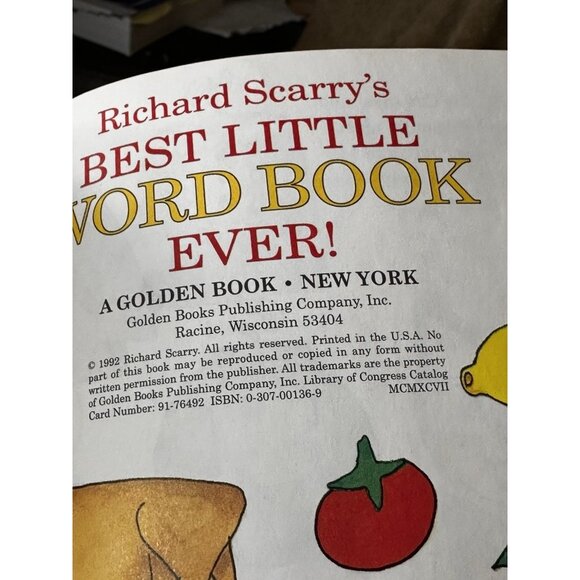 Richard Scarry's
BEST LITTLE
WORD BOOK
EVER!
A GOLDEN BOOK • NEW YORK
Golden Books Publishing Company, Inc.
Racine, Wisconsin 53404
© 1992 Richard Scarry. All rights reserved. Printed in the U.S.A. No
part of this book may be reproduced or copied in any form without
written permission from the publisher. All trademarks are the property
of Golden Books Publishing Company, Inc. Library of Congress Catalog
Card Number: 91-76492 ISBN: 0-307-00136-9 MCMXCVII